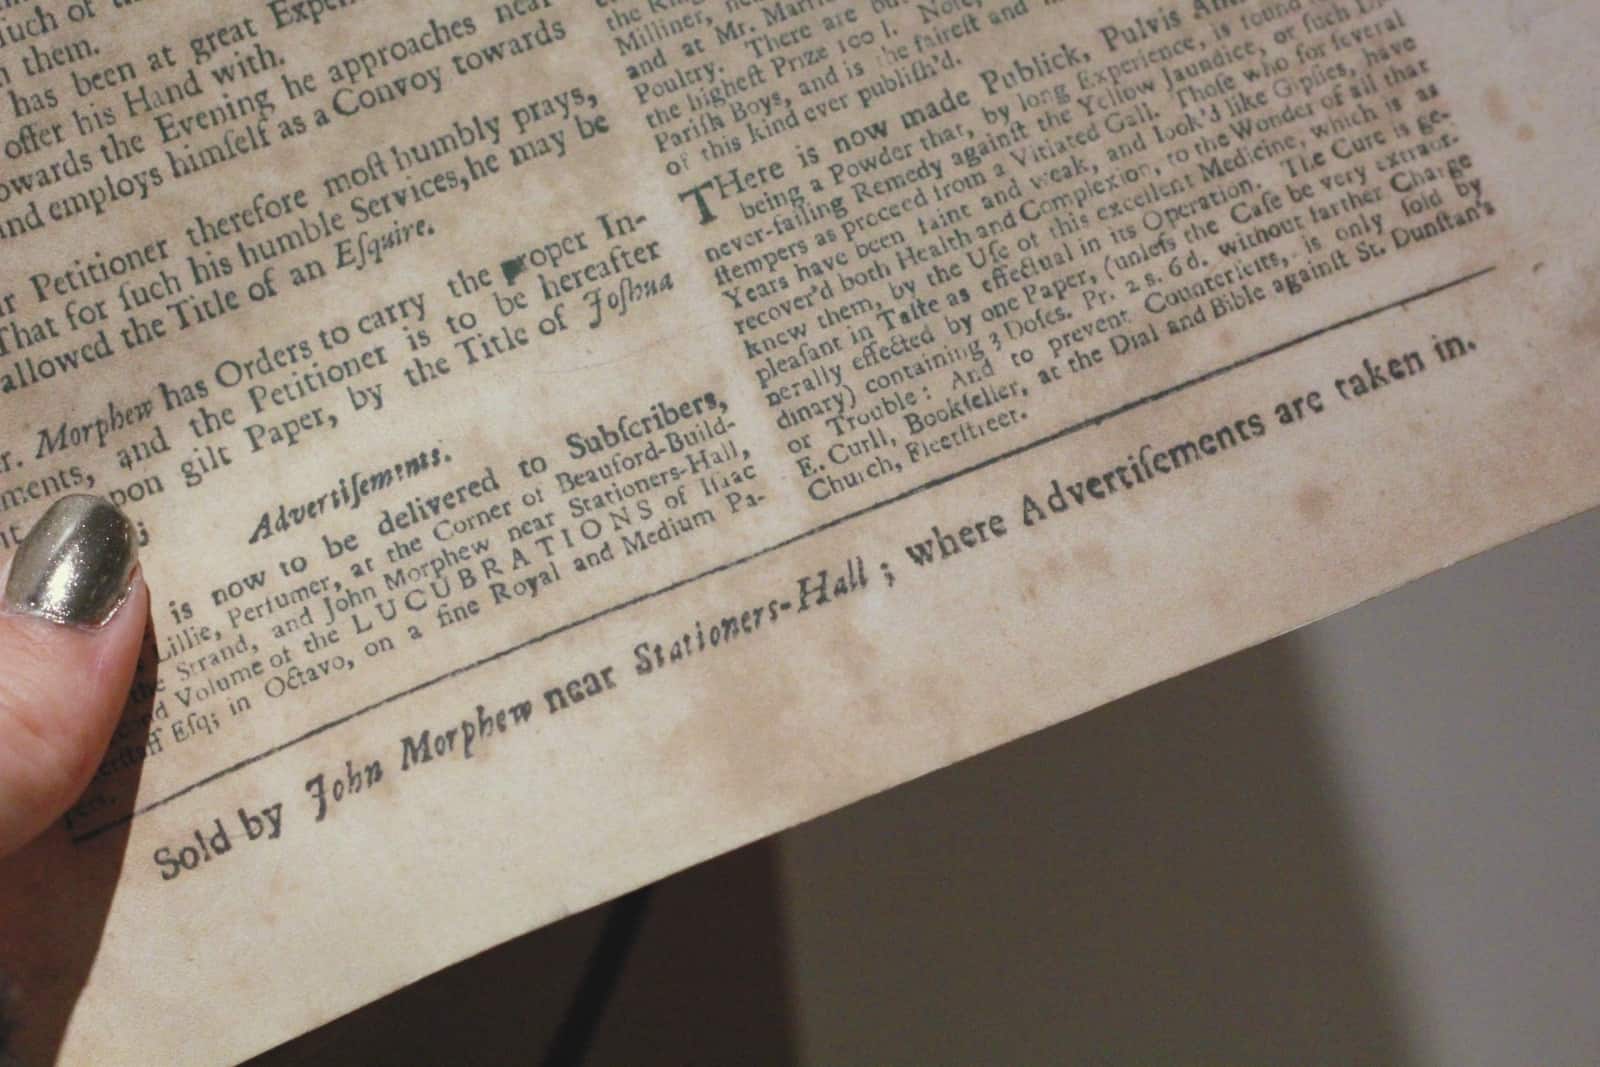 much of
them.
has been at great
offer his Hand with.
the Evening he approaches near
and employs himself as a Convoy towards
Petitioner therefore moſt humbly prays,
That for ſuch his humble Services, he may be
allowed the Title of an Eſquire.
Morphew has Orders to carry the proper In-
and the Petitioner is to be hereafter
upon gilt Paper, by the Title of Joſhua
Advertiſements.
is now to be delivered to Subſcribers,
Lillie, Perfumer, at the Corner of Beauford-Build-
the Strand, and John Morphew near Stationers-Hall,
Volume of the LUCUBRATIONS of Iſaac
Eſq; in Octavo, on a fine Royal and Medium Pa-
pers.
the
Milliner,
and at Mr.
Poultry. There are
the higheſt Prize 100 l. Note,
Pariſh Boys, and is the faireſt and
of this kind ever publiſh'd.
THere is now made Publick, Pulvis
being a Powder that, by long Experience, is found
never-failing Remedy againſt the Yellow Jaundice, or ſuch
ſtempers as proceed from a Vitiated Gall. Thoſe who for ſeveral
Years have been faint and weak, and look'd like Gipſies, have
recover'd both Health and Complexion, to the Wonder of all that
knew them, by the Uſe of this excellent Medicine, which is as
pleaſant in Taſte as effectual in its Operation. The Cure is ge-
nerally effected by one Paper, (unleſs the Caſe be very extraor-
dinary) containing 3 Doſes. Pr. 2 s. 6 d. without farther Charge
or Trouble: And to prevent Counterfeits, is only ſold by
E. Curll, Bookſeller, at the Dial and Bible againſt St. Dunſtan's
Church, Fleetſtreet.
Sold by John Morphew near Stationers-Hall; where Advertiſements are taken in.